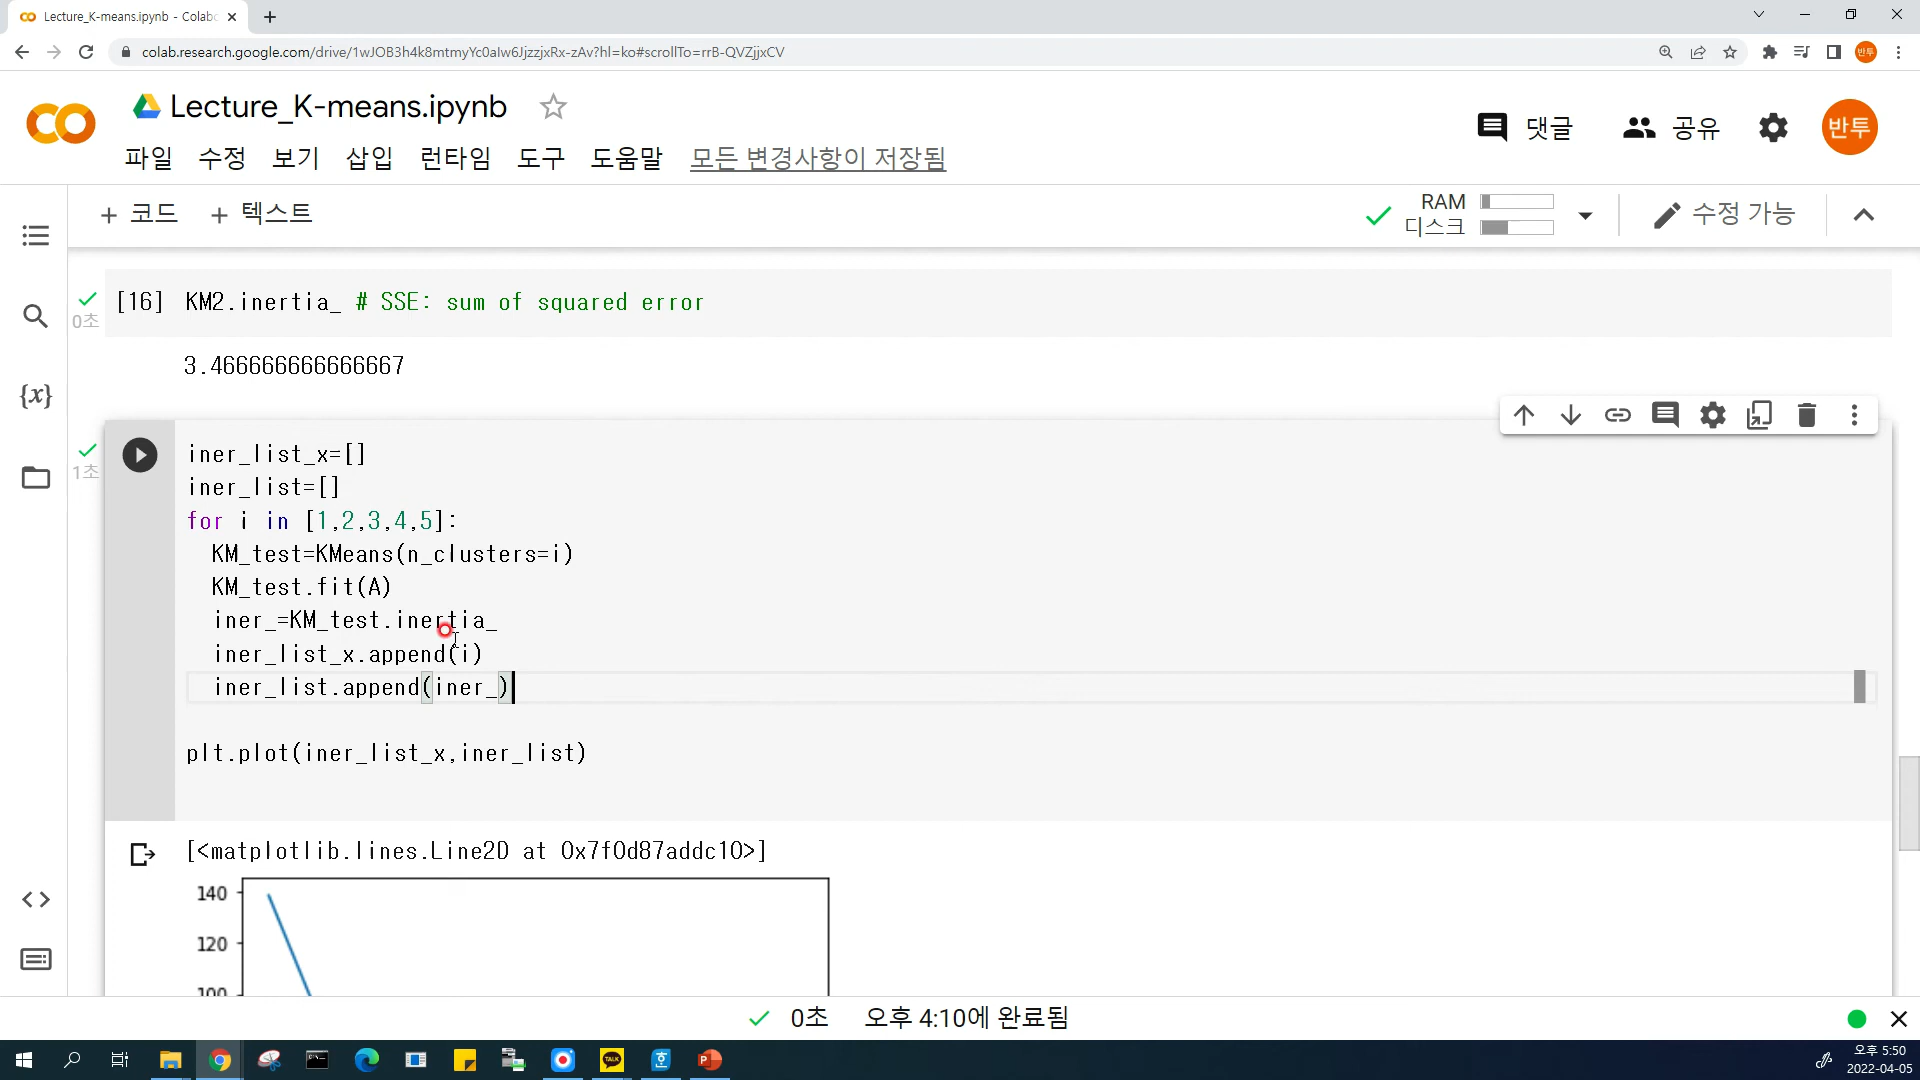 Lecture_K-means.ipynb - Colabc
colab.research.google.com/drive/1wJOB3h4k8mtmyYc0aIw6JjzzjxRx-zAv?hl=ko#scrollTo=rrB-QVZjjxCV
반투
Lecture_K-means.ipynb
댓글
공유
반투
파일 수정 보기 삽입 런타임 도구 도움말 모든 변경사항이 저장됨
+ 코드 + 텍스트
RAM
디스크
수정 가능
[16] KM2.inertia_ # SSE: sum of squared error
0초
3.466666666666667
1초
iner_list_x=[]
iner_list=[]
for i in [1,2,3,4,5]:
KM_test=KMeans(n_clusters=i)
KM_test.fit(A)
iner_=KM_test.inertia_
iner_list_x.append(i)
iner_list.append(iner_)
plt.plot(iner_list_x,iner_list)
[<matplotlib.lines.Line2D at 0x7f0d87addc10>]
140
120
100
0초 오후 4:10에 완료됨
TALK
오후 5:50
2022-04-05